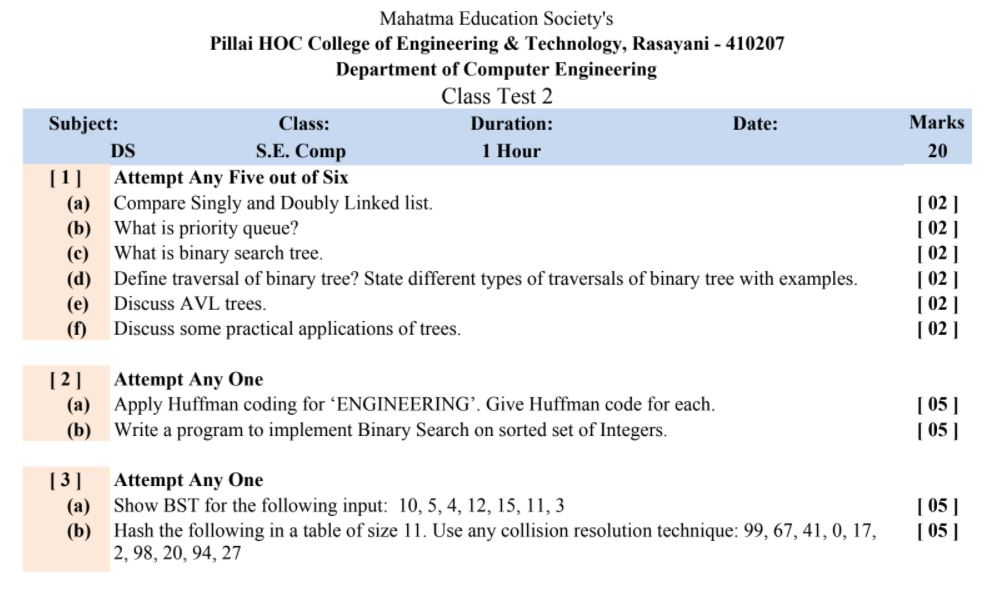 Mahatma Education Society's
Pillai HOC College of Engineering & Technology, Rasayani - 410207
Department of Computer Engineering
Class Test 2
Subject: Class: Duration: Date: Marks
DS S.E. Comp 1 Hour 20
[ 1 ] Attempt Any Five out of Six
(a) Compare Singly and Doubly Linked list. [ 02 ]
(b) What is priority queue? [ 02 ]
(c) What is binary search tree. [ 02 ]
(d) Define traversal of binary tree? State different types of traversals of binary tree with examples. [ 02 ]
(e) Discuss AVL trees. [ 02 ]
(f) Discuss some practical applications of trees. [ 02 ]
[ 2 ] Attempt Any One
(a) Apply Huffman coding for ‘ENGINEERING’. Give Huffman code for each. [ 05 ]
(b) Write a program to implement Binary Search on sorted set of Integers. [ 05 ]
[ 3 ] Attempt Any One
(a) Show BST for the following input: 10, 5, 4, 12, 15, 11, 3 [ 05 ]
(b) Hash the following in a table of size 11. Use any collision resolution technique: 99, 67, 41, 0, 17, [ 05 ]
2, 98, 20, 94, 27